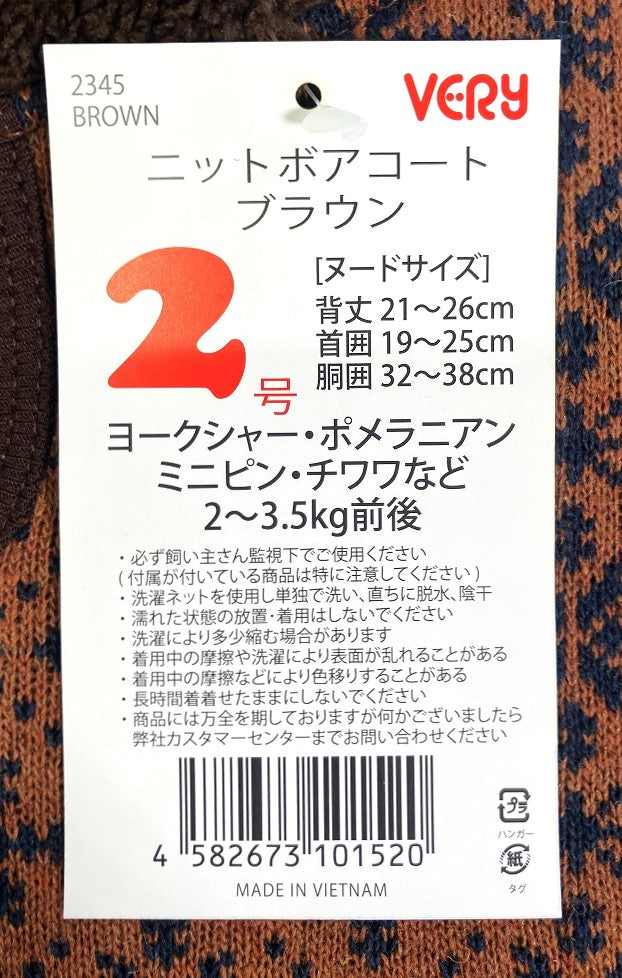 2345
BROWN
VERY
ニットボアコート
ブラウン
2号
[ヌードサイズ]
背丈 21～26cm
首囲 19～25cm
胴囲 32～38cm
ヨークシャー・ポメラニアン
ミニピン・チワワなど
2～3.5kg前後
・必ず飼い主さん監視下でご使用ください
(付属が付いている商品は特に注意してください)
・洗濯ネットを使用し単独で洗い、直ちに脱水、陰干
・濡れた状態の放置・着用はしないでください
・洗濯により多少縮む場合があります
・着用中の摩擦や洗濯により表面が乱れることがある
・着用中の摩擦などにより色移りすることがある
・長時間着着せたままにしないでください
・商品には万全を期しておりますが何かございましたら
弊社カスタマーセンターまでお問い合わせください
4 582673 101520
MADE IN VIETNAM
プラ
ハンガー
紙
タグ